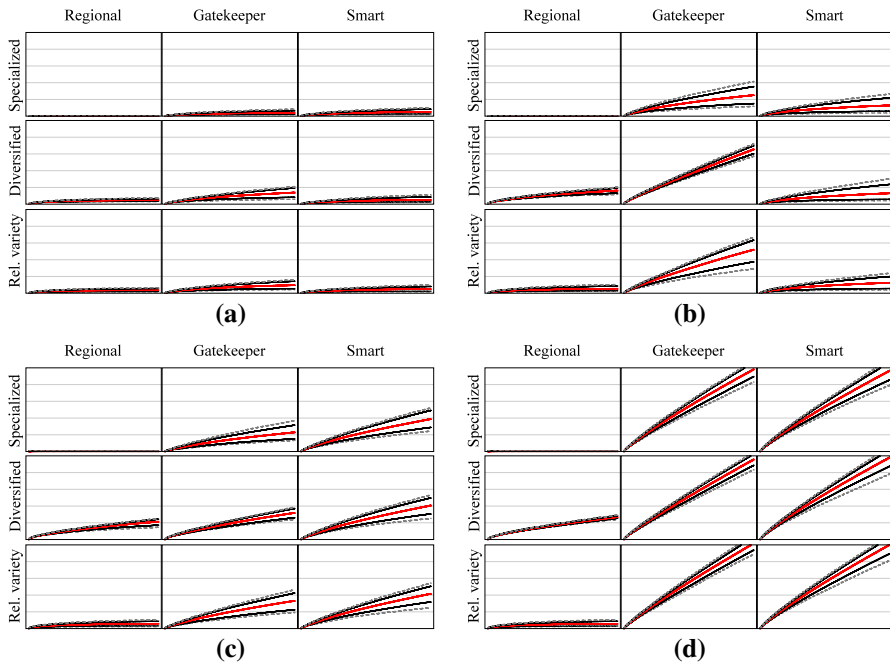 Regional Gatekeeper Smart
Specialized
Diversified
Rel. variety
(a)
Regional Gatekeeper Smart
Specialized
Diversified
Rel. variety
(b)
Regional Gatekeeper Smart
Specialized
Diversified
Rel. variety
(c)
Regional Gatekeeper Smart
Specialized
Diversified
Rel. variety
(d)